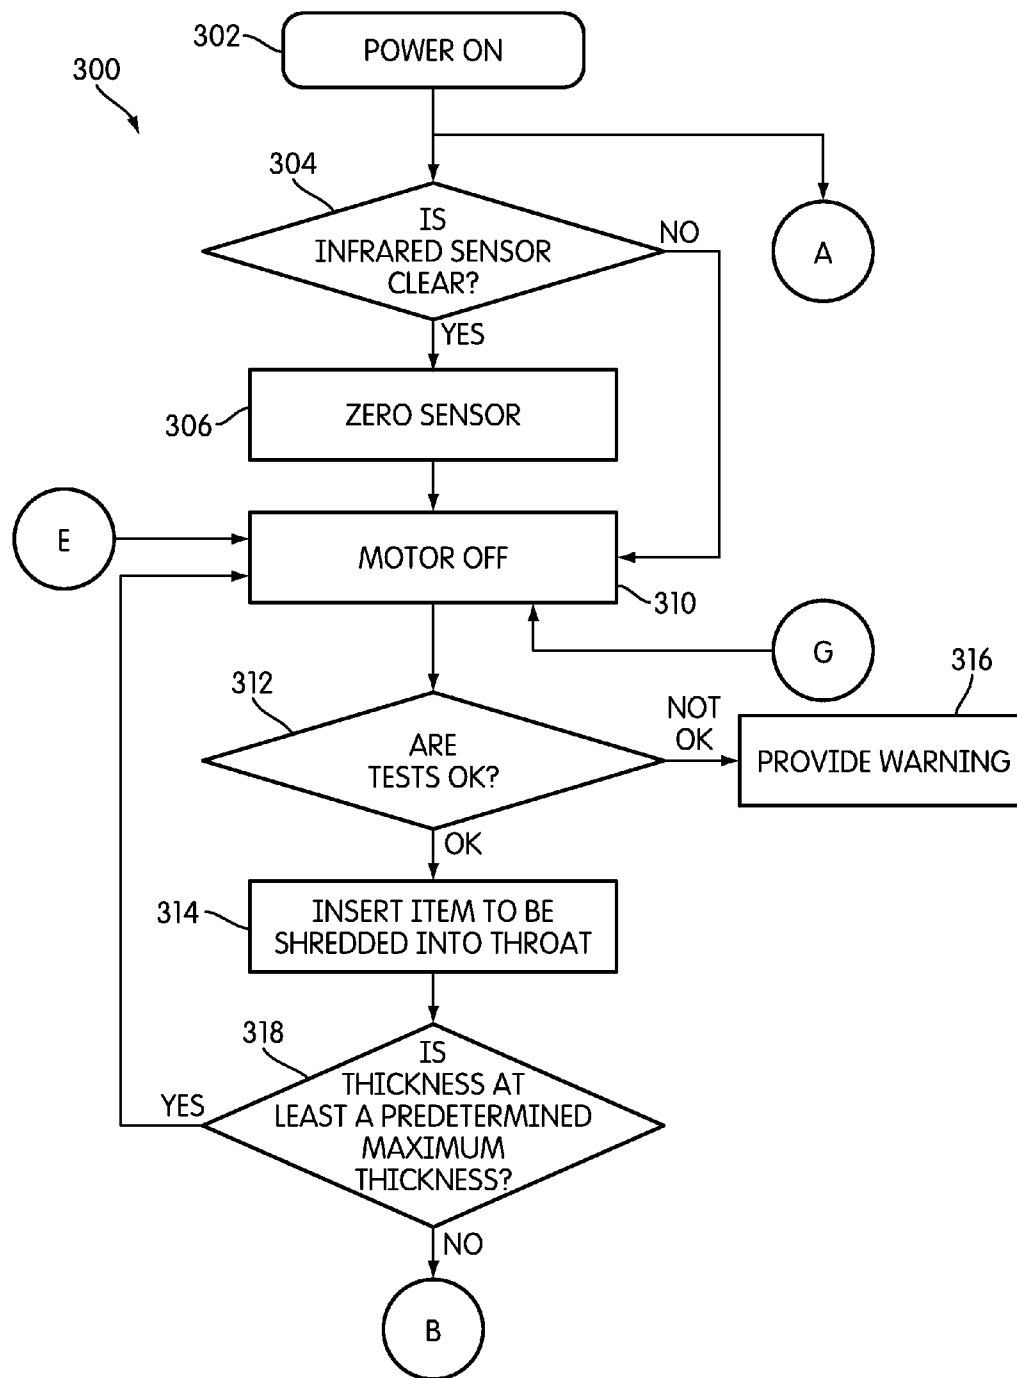 302
POWER ON
300
304
IS
INFRARED SENSOR
CLEAR?
NO
A
YES
306
ZERO SENSOR
E
MOTOR OFF
310
G
312
ARE
TESTS OK?
NOT
OK
316
PROVIDE WARNING
OK
314
INSERT ITEM TO BE
SHREDDED INTO THROAT
318
IS
THICKNESS AT
LEAST A PREDETERMINED
MAXIMUM
THICKNESS?
YES
NO
B